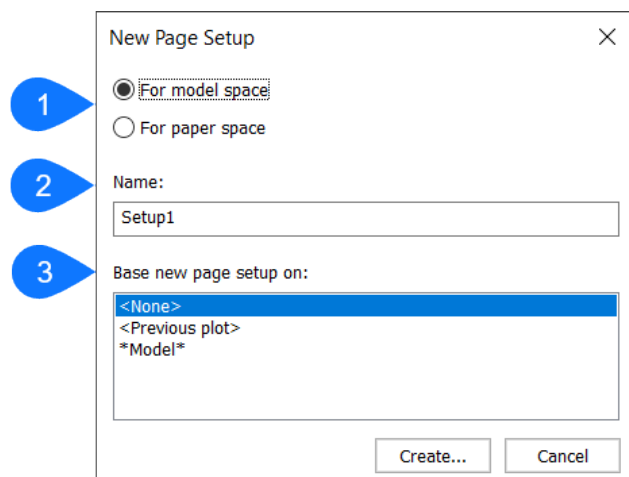 New Page Setup
1
For model space
For paper space
2
Name:
Setup1
3
Base new page setup on:
<None>
<Previous plot>
*Model*
Create... Cancel